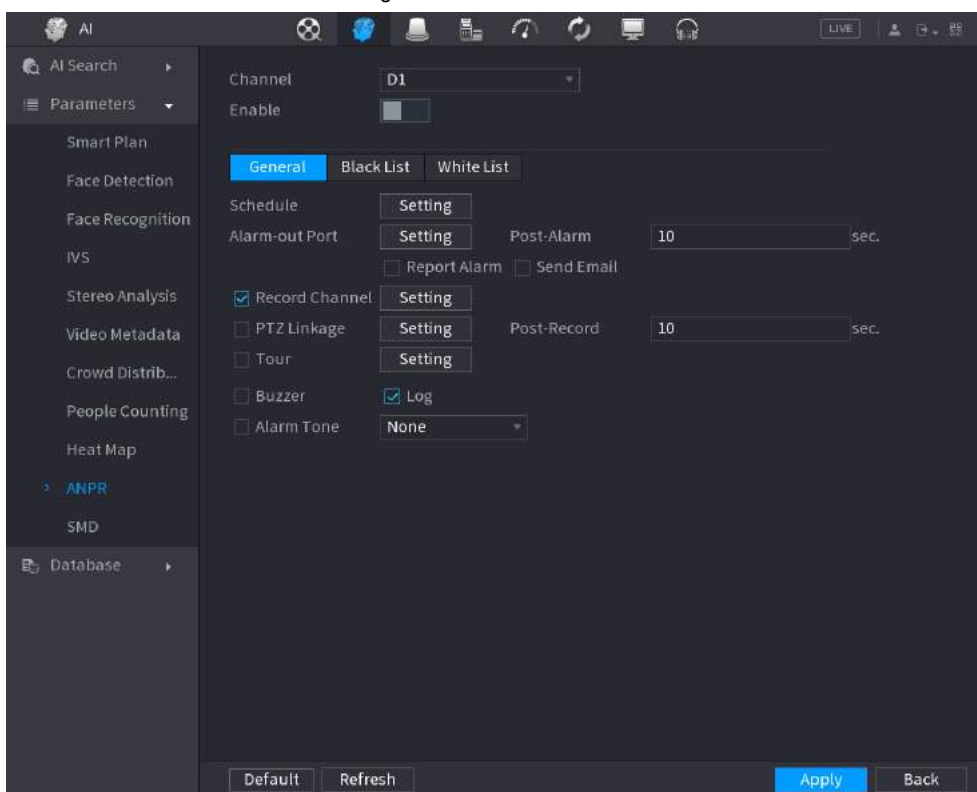 AI
LIVE
AI Search
Parameters
Smart Plan
Face Detection
Face Recognition
IVS
Stereo Analysis
Video Metadata
Crowd Distrib...
People Counting
Heat Map
ANPR
SMD
Database
Channel D1
Enable
General Black List White List
Schedule Setting
Alarm-out Port Setting Post-Alarm 10 sec.
Report Alarm Send Email
Record Channel Setting
PTZ Linkage Setting Post-Record 10 sec.
Tour Setting
Buzzer Log
Alarm Tone None
Default Refresh Apply Back